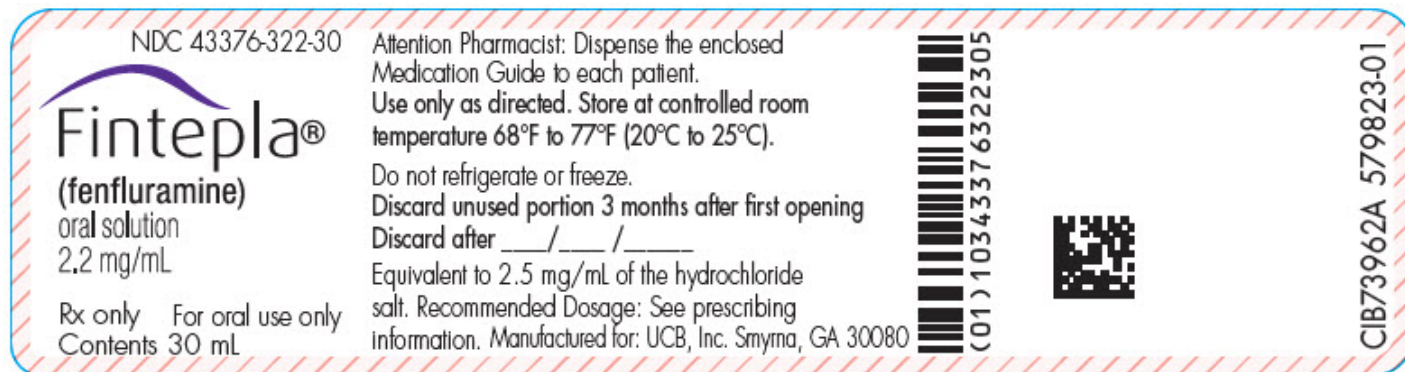 NDC 43376-322-30
Fintepla®
(fenfluramine)
oral solution
2.2 mg/mL
Rx only For oral use only
Contents 30 mL
Attention Pharmacist: Dispense the enclosed
Medication Guide to each patient.
Use only as directed. Store at controlled room
temperature 68°F to 77°F (20°C to 25°C).
Do not refrigerate or freeze.
Discard unused portion 3 months after first opening
Discard after ____/____ /______
Equivalent to 2.5 mg/mL of the hydrochloride
salt. Recommended Dosage: See prescribing
information. Manufactured for: UCB, Inc. Smyrna, GA 30080
(01)10343376322305
CIB73962A 5798823-01